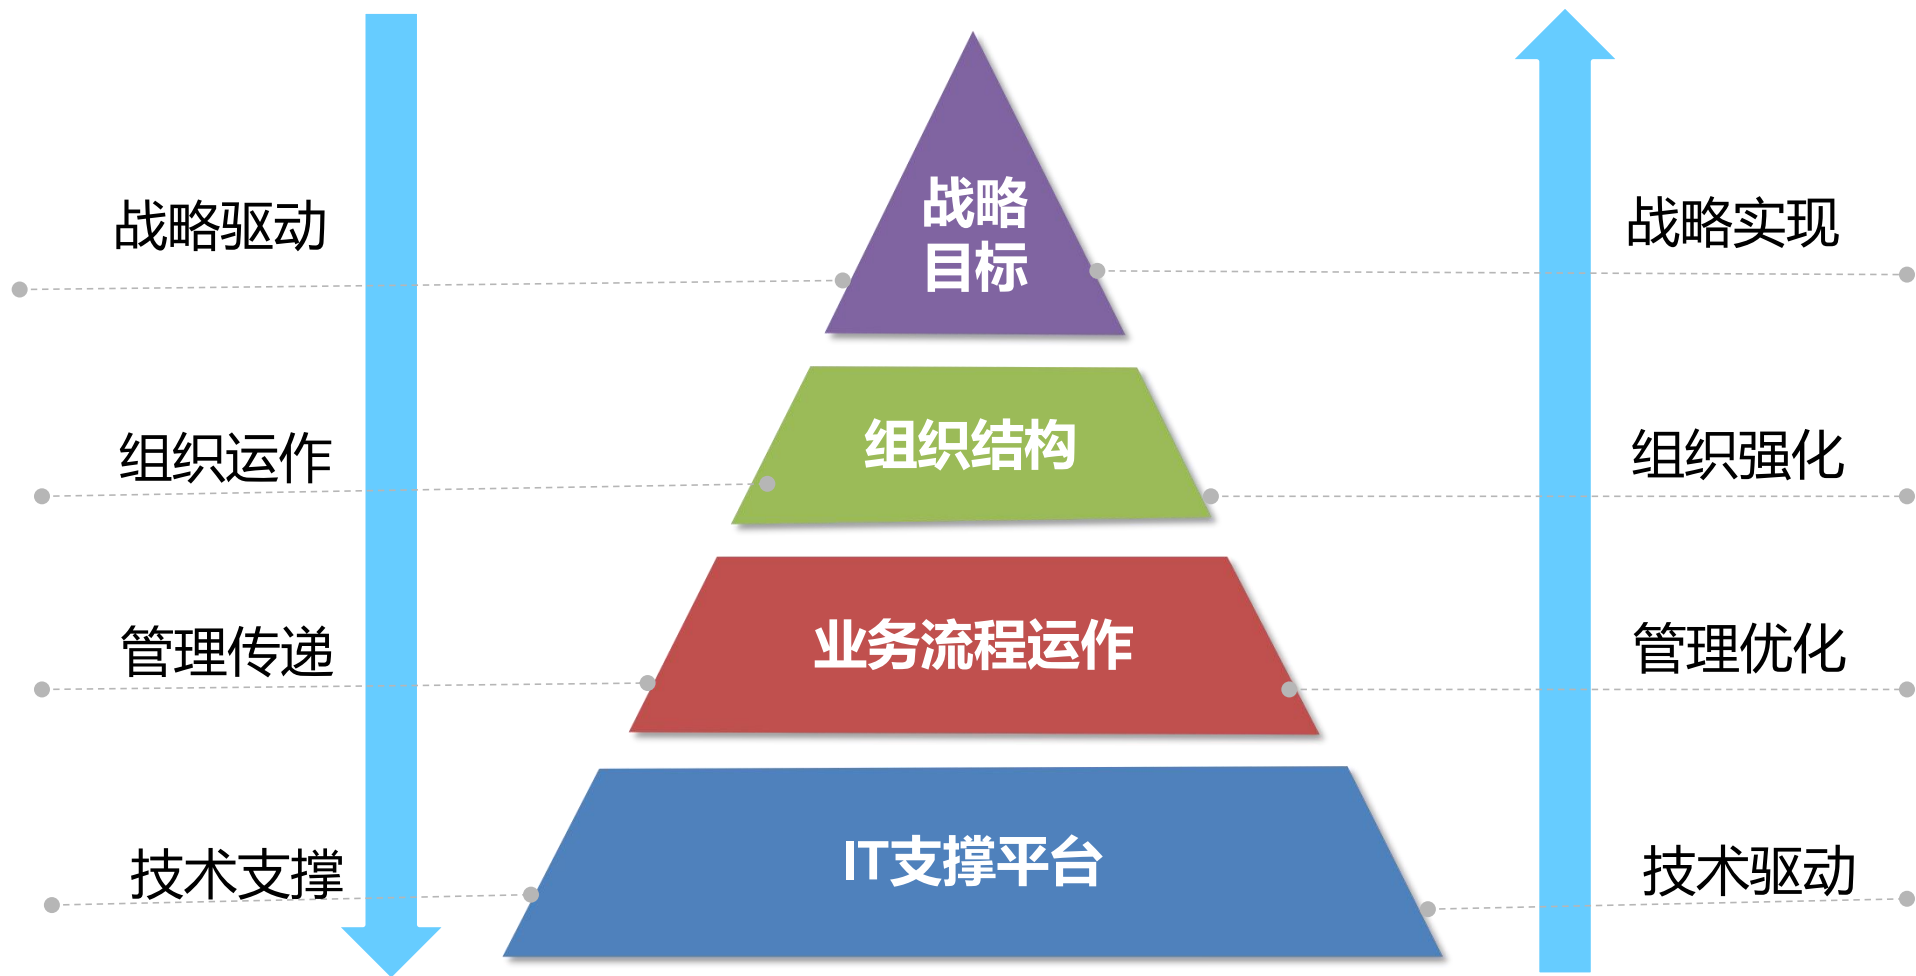 战略驱动
战略
目标
战略实现
组织运作
组织结构
组织强化
管理传递
业务流程运作
管理优化
技术支撑
IT支撑平台
技术驱动